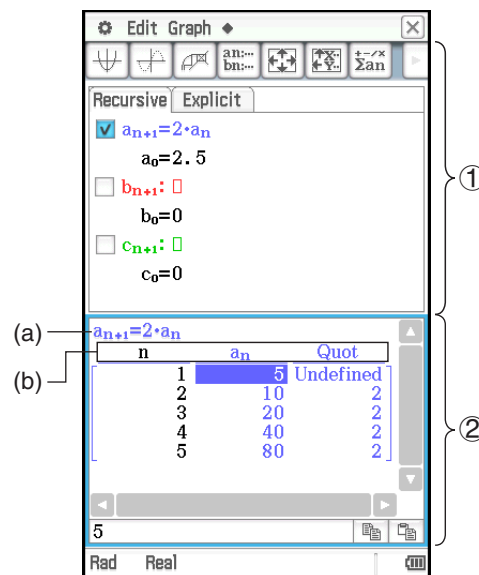 Edit Graph ◆
an:… bn:…
+−/× Σan
Recursive Explicit
aₙ₊₁=2·aₙ
a₀=2.5
bₙ₊₁: □
b₀=0
cₙ₊₁: □
c₀=0
①
(a) aₙ₊₁=2·aₙ
(b) n aₙ Quot
1 5 Undefined
2 10 2
3 20 2
4 40 2
5 80 2
②
5
Rad Real